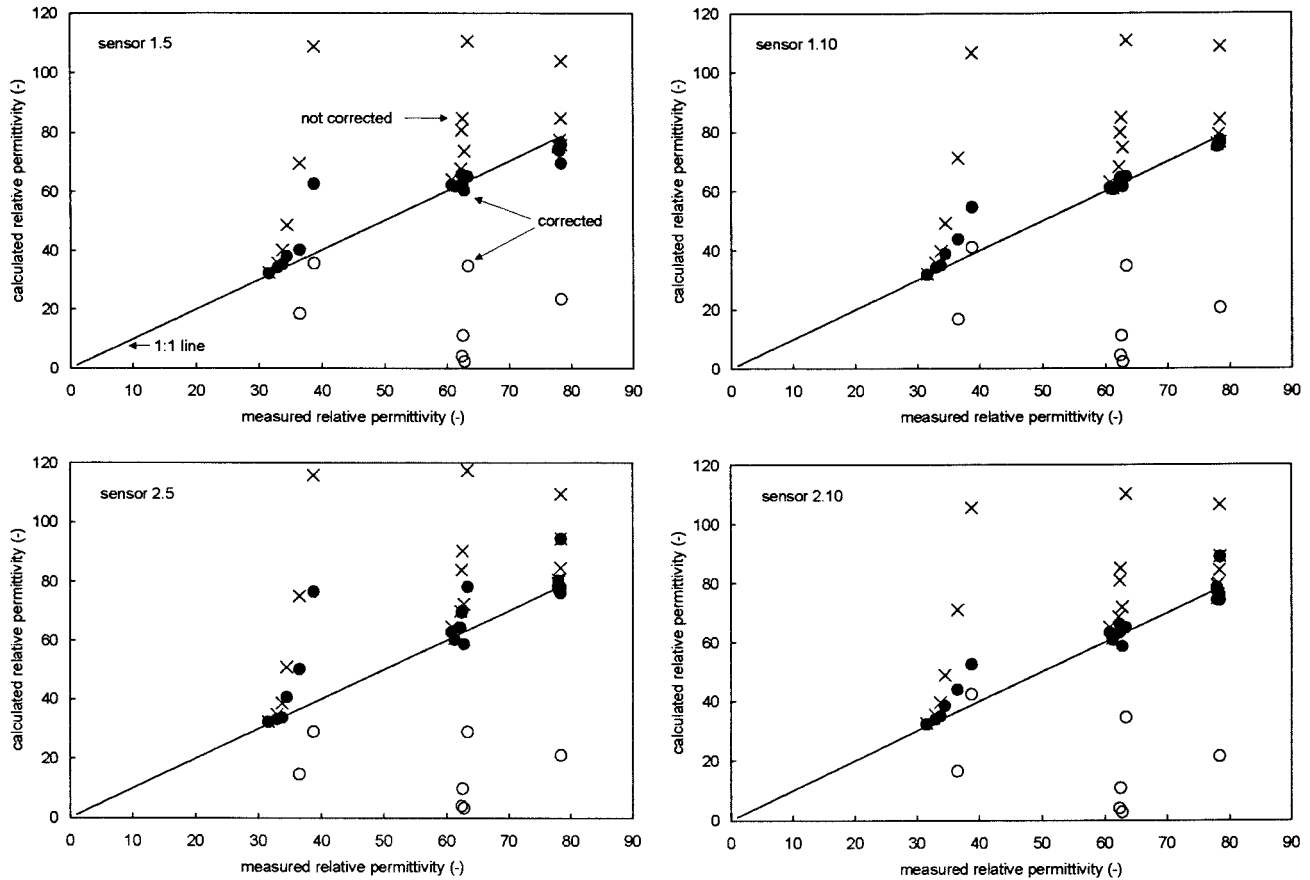 sensor 1.5
not corrected
corrected
1:1 line
calculated relative permittivity (-)
0
20
40
60
80
100
120
0 10 20 30 40 50 60 70 80 90
measured relative permittivity (-)
sensor 1.10
calculated relative permittivity (-)
0
20
40
60
80
100
120
0 10 20 30 40 50 60 70 80 90
measured relative permittivity (-)
sensor 2.5
calculated relative permittivity (-)
0
20
40
60
80
100
120
0 10 20 30 40 50 60 70 80 90
measured relative permittivity (-)
sensor 2.10
calculated relative permittivity (-)
0
20
40
60
80
100
120
0 10 20 30 40 50 60 70 80 90
measured relative permittivity (-)